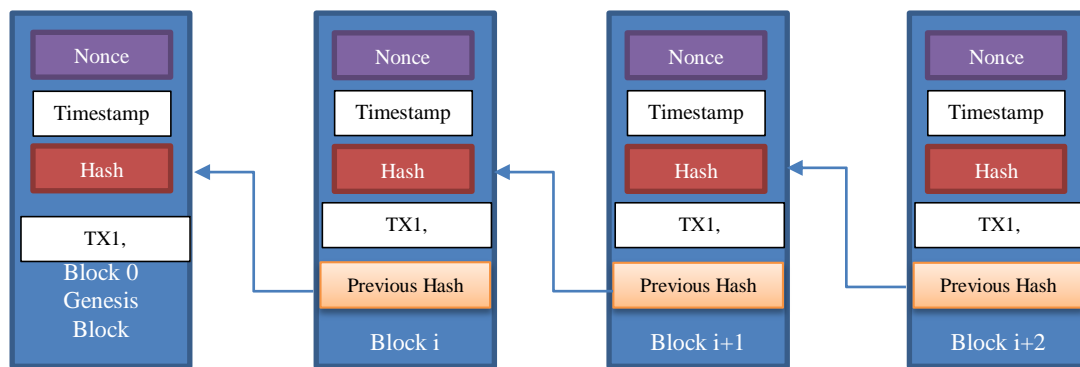 Nonce
Timestamp
Hash
TX1,
Block 0
Genesis
Block
Nonce
Timestamp
Hash
TX1,
Previous Hash
Block i
Nonce
Timestamp
Hash
TX1,
Previous Hash
Block i+1
Nonce
Timestamp
Hash
TX1,
Previous Hash
Block i+2